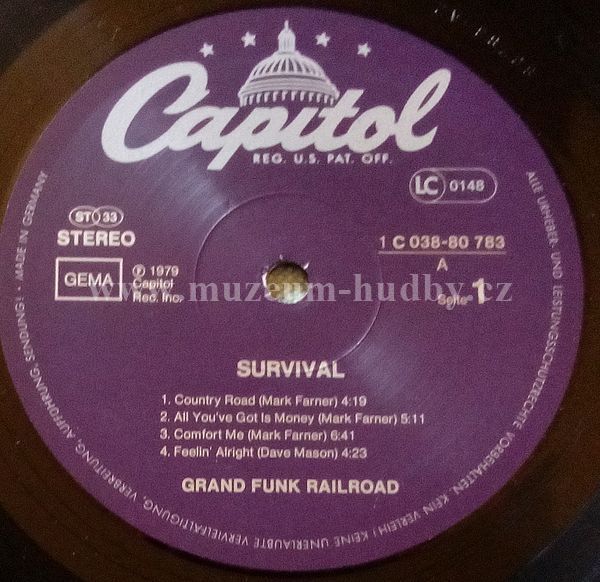 Capitol
REG. U.S. PAT. OFF.
LC 0148
ST 33
STEREO
GEMA
℗ 1979
Capitol
Rec. Inc.
1 C 038-80 783
A
Seite 1
www.muzeum-hudby.cz
SURVIVAL
1. Country Road (Mark Farner) 4:19
2. All You've Got Is Money (Mark Farner) 5:11
3. Comfort Me (Mark Farner) 6:41
4. Feelin' Alright (Dave Mason) 4:23
GRAND FUNK RAILROAD
ALLE URHEBER- UND LEISTUNGSSCHUTZRECHTE VORBEHALTEN. KEIN VERLEIH! KEINE UNERLAUBTE VERVIELFÄLTIGUNG, VERBREITUNG, AUFFÜHRUNG, SENDUNG! • MADE IN GERMANY